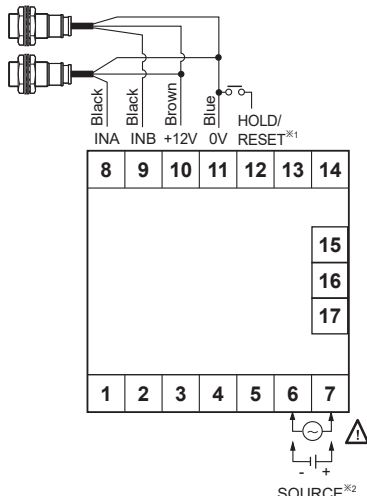 Black Black Brown Blue
HOLD/
INA INB +12V 0V RESET※1
8 9 10 11 12 13 14
15
16
17
1 2 3 4 5 6 7
- +
SOURCE※2